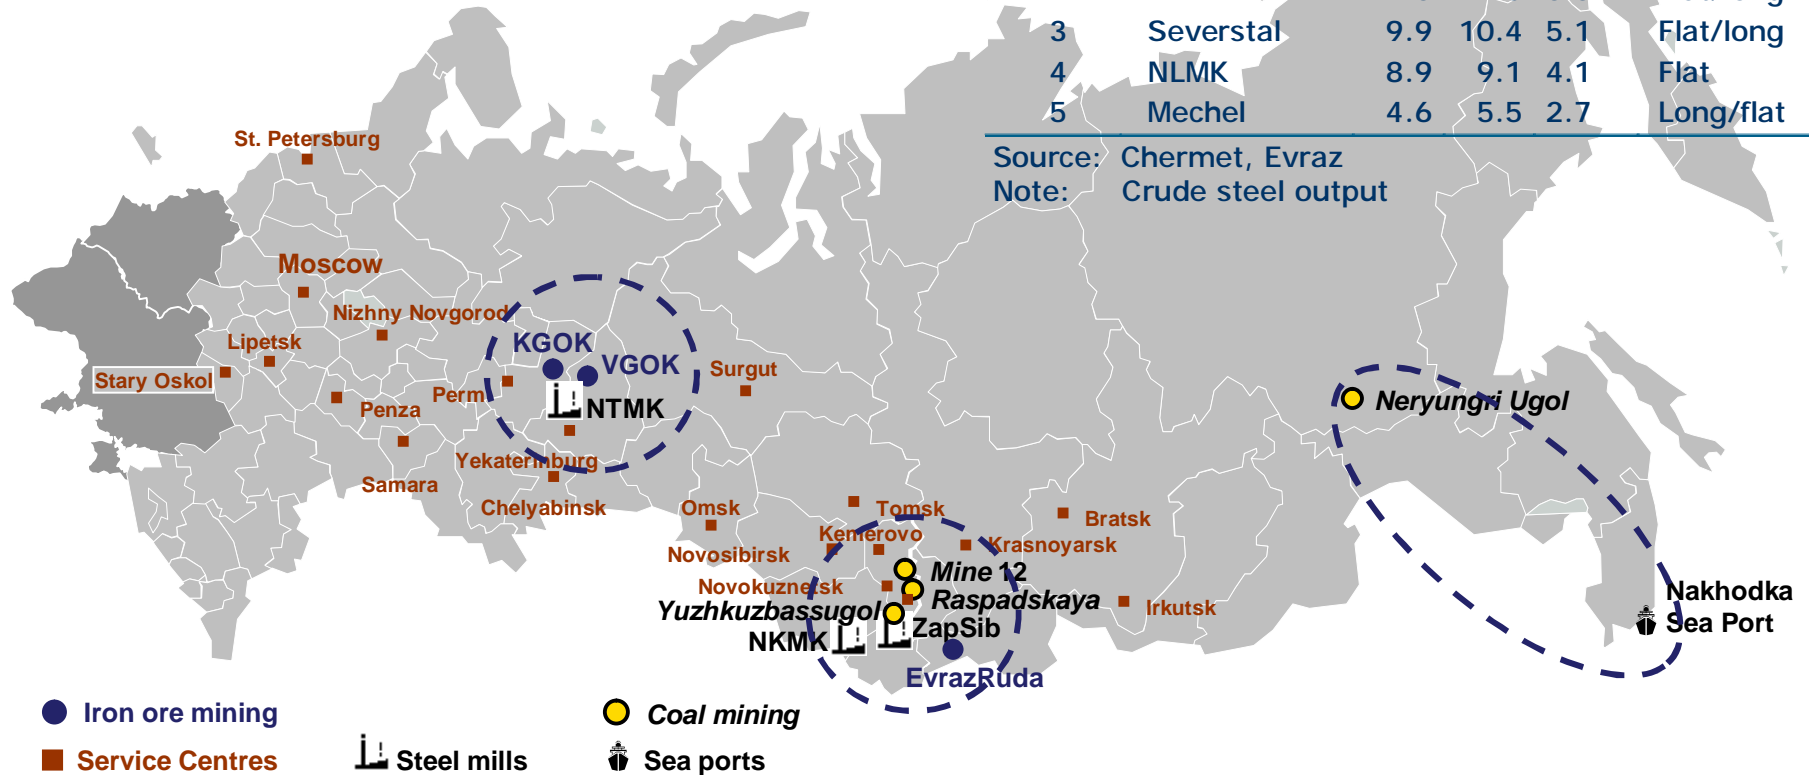 3 Severstal 9.9 10.4 5.1 Flat/long
4 NLMK 8.9 9.1 4.1 Flat
5 Mechel 4.6 5.5 2.7 Long/flat
Source: Chermet, Evraz
Note: Crude steel output
St. Petersburg
Moscow
Nizhny Novgorod
Lipetsk
KGOK
VGOK
Stary Oskol
Surgut
Perm
NTMK
Penza
Neryungri Ugol
Yekaterinburg
Samara
Chelyabinsk
Omsk
Tomsk
Bratsk
Kemerovo
Krasnoyarsk
Novosibirsk
Mine 12
Novokuznetsk
Raspadskaya
Yuzhkuzbassugol
Irkutsk
Nakhodka
Sea Port
ZapSib
NKMK
EvrazRuda
Iron ore mining
Coal mining
Service Centres
Steel mills
Sea ports